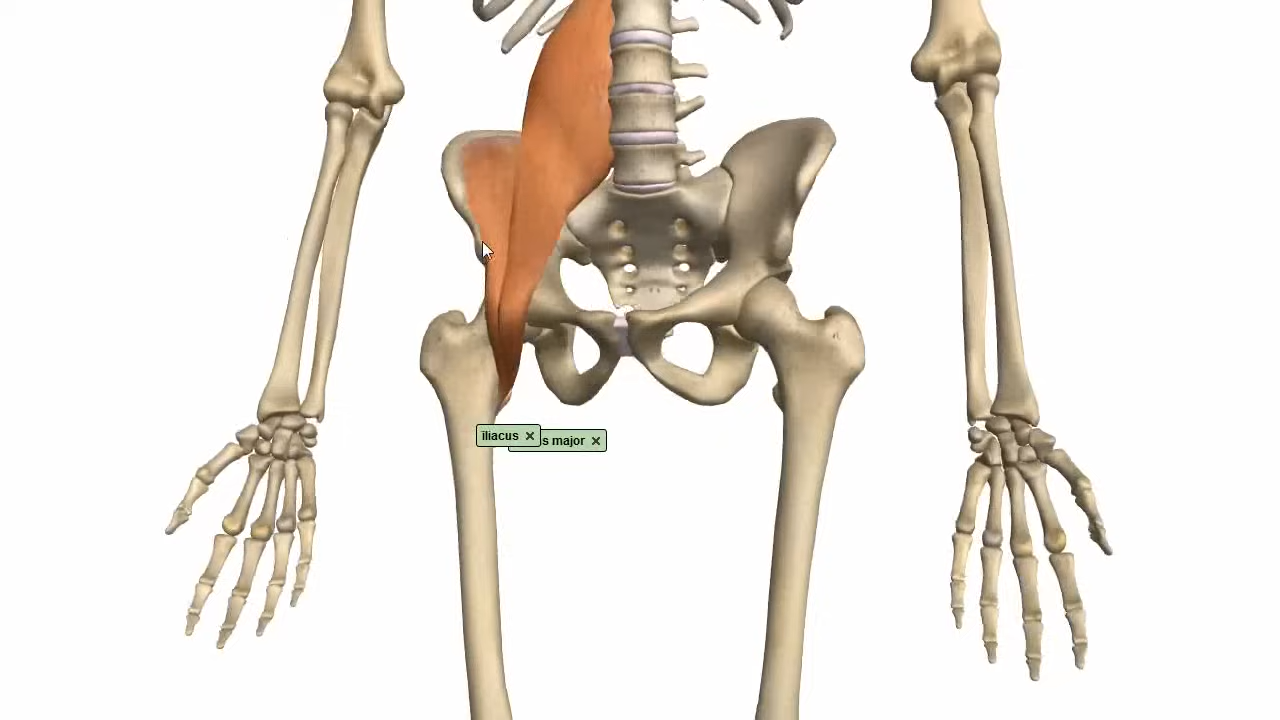 iliacus ×
s major ×